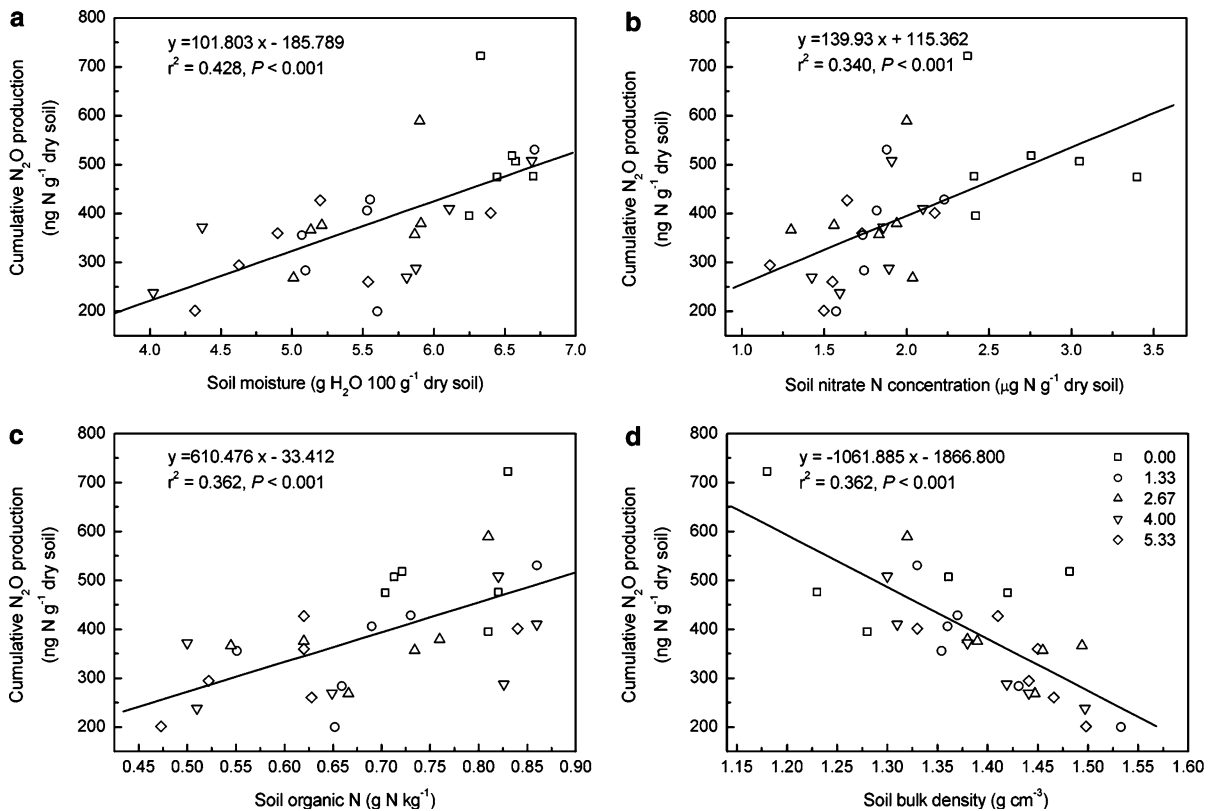 a
y =101.803 x - 185.789
r² = 0.428, P < 0.001
Cumulative N₂O production
(ng N g⁻¹ dry soil)
800
700
600
500
400
300
200
4.0 4.5 5.0 5.5 6.0 6.5 7.0
Soil moisture (g H₂O 100 g⁻¹ dry soil)
b
y =139.93 x + 115.362
r² = 0.340, P < 0.001
Cumulative N₂O production
(ng N g⁻¹ dry soil)
800
700
600
500
400
300
200
1.0 1.5 2.0 2.5 3.0 3.5
Soil nitrate N concentration (μg N g⁻¹ dry soil)
c
y =610.476 x - 33.412
r² = 0.362, P < 0.001
Cumulative N₂O production
(ng N g⁻¹ dry soil)
800
700
600
500
400
300
200
0.45 0.50 0.55 0.60 0.65 0.70 0.75 0.80 0.85 0.90
Soil organic N (g N kg⁻¹)
d
y = -1061.885 x - 1866.800
r² = 0.362, P < 0.001
0.00
1.33
2.67
4.00
5.33
Cumulative N₂O production
(ng N g⁻¹ dry soil)
800
700
600
500
400
300
200
1.15 1.20 1.25 1.30 1.35 1.40 1.45 1.50 1.55 1.60
Soil bulk density (g cm⁻³)